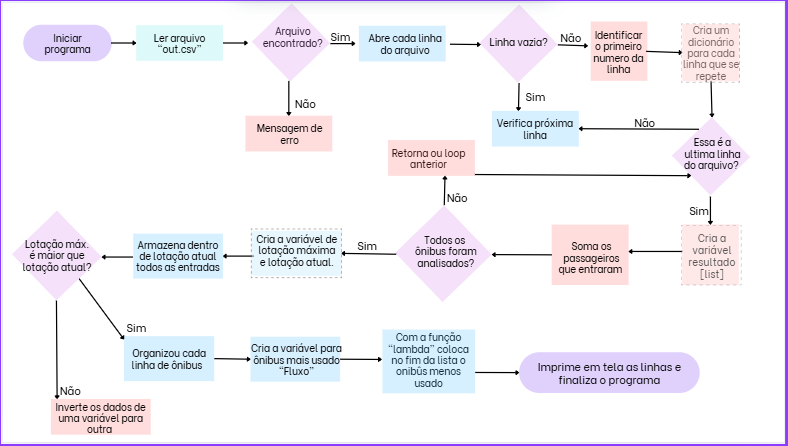 Iniciar
programa
Ler arquivo
“out.csv”
Arquivo
encontrado?
Sim
Abre cada linha
do arquivo
Linha vazia?
Não
Identificar
o primeiro
numero da
linha
Cria um
dicionário
para cada
linha que se
repete
Não
Mensagem de
erro
Sim
Verifica próxima
linha
Não
Essa é a
ultima linha
do arquivo?
Retorna ou loop
anterior
Não
Sim
Cria a
variável
resultado
[list]
Soma os
passageiros
que entraram
Todos os
ônibus foram
analisados?
Sim
Cria a variável de
lotação máxima
e lotação atual.
Armazena dentro
de lotação atual
todos as entradas
Lotação máx.
é maior que
lotação atual?
Sim
Organizou cada
linha de ônibus
Cria a variável para
ônibus mais usado
“Fluxo”
Com a função
“lambda” coloca
no fim da lista o
onibūs menos
usado
Imprime em tela as linhas e
finaliza o programa
Não
Inverte os dados de
uma variável para
outra